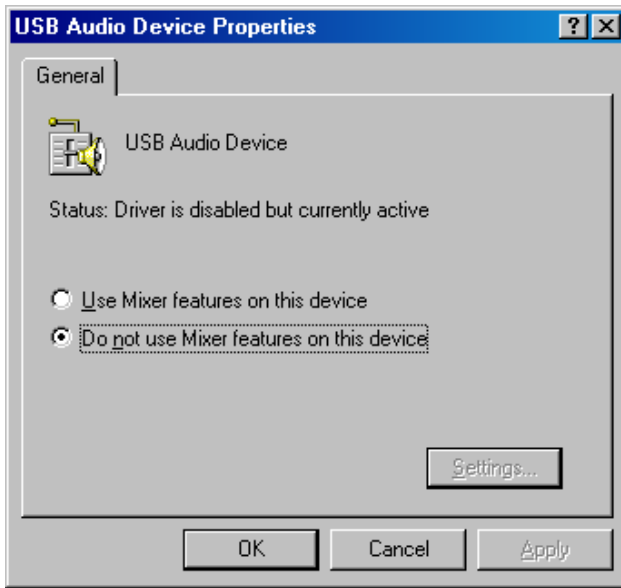 USB Audio Device Properties
General
USB Audio Device
Status: Driver is disabled but currently active
Use Mixer features on this device
Do not use Mixer features on this device
Settings...
OK Cancel Apply